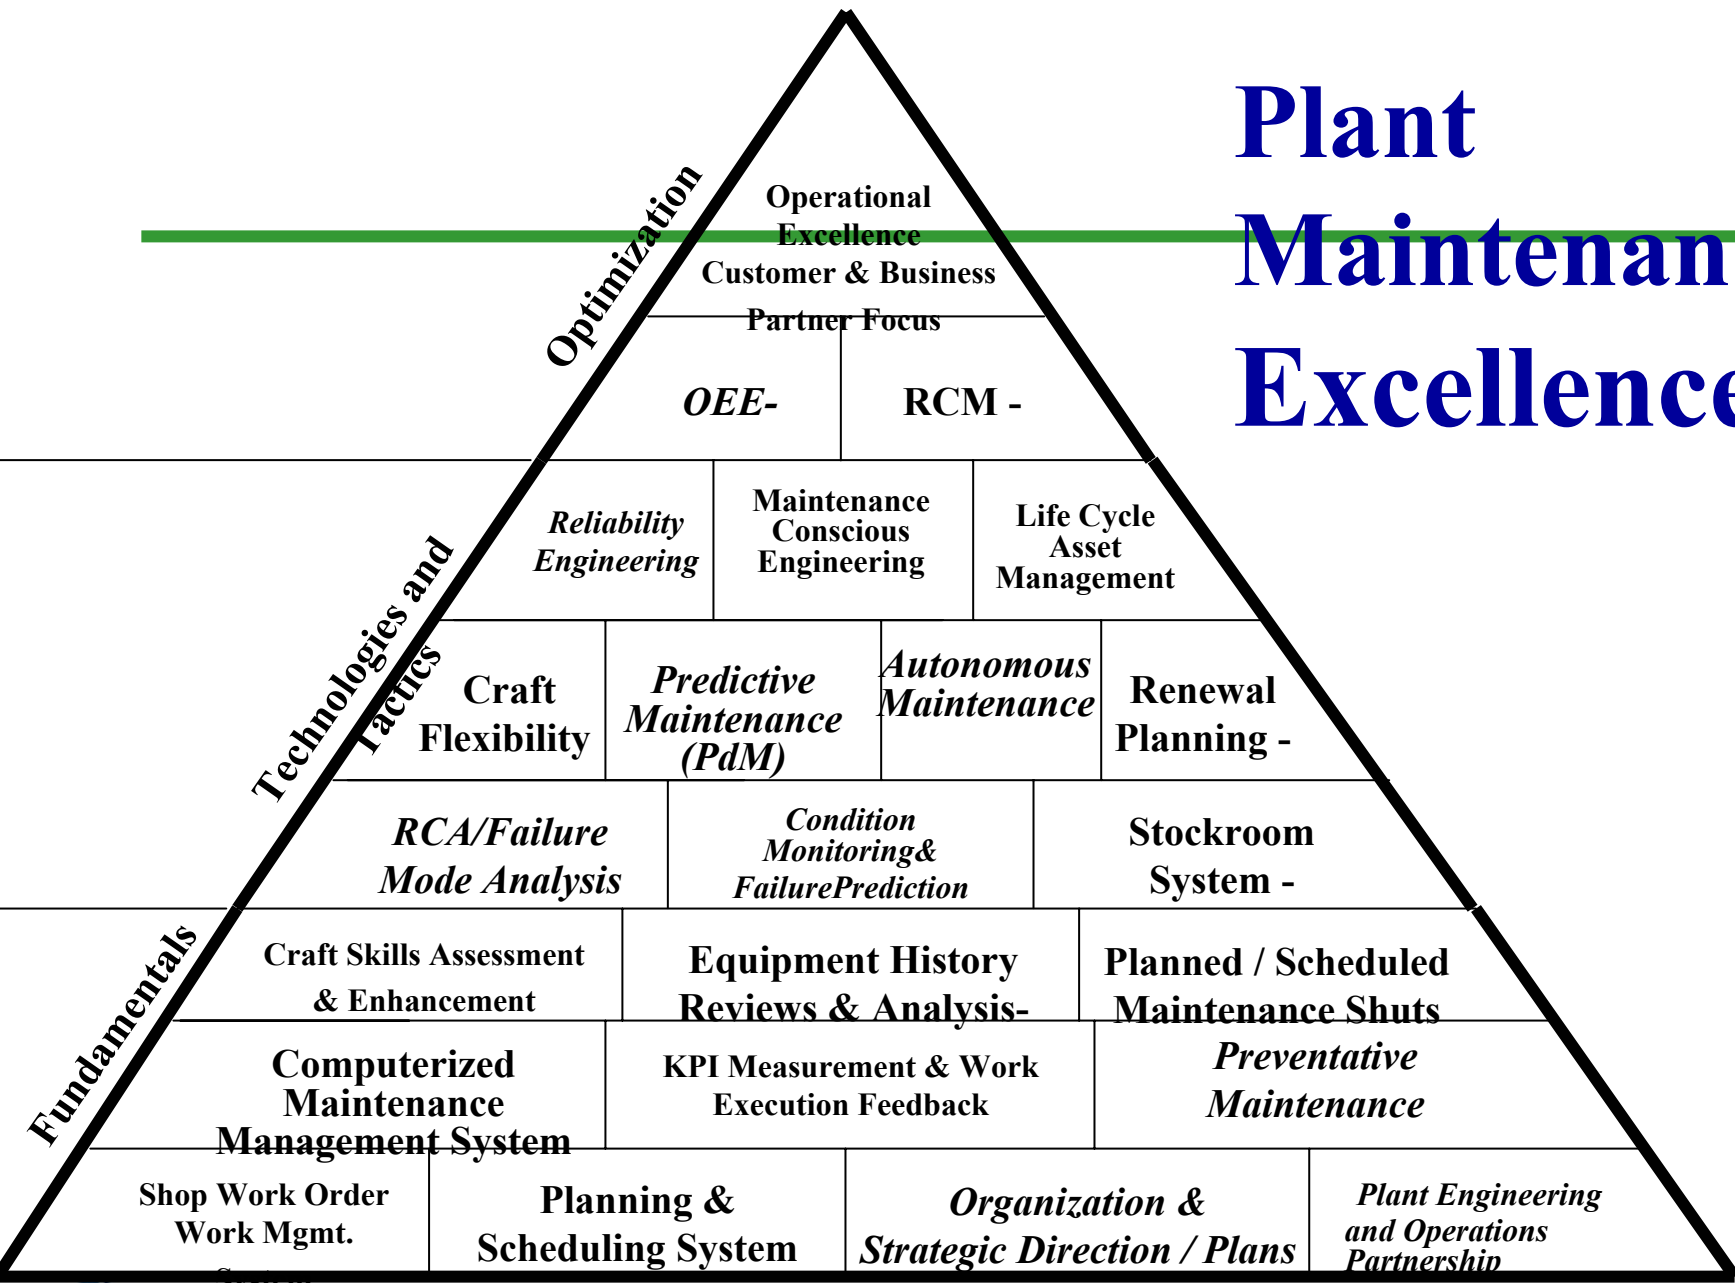 Plant
Maintenan
Excellence
Optimization
Operational
Excellence
Customer & Business
Partner Focus
OEE-
RCM -
Technologies and
Tactics
Reliability
Engineering
Maintenance
Conscious
Engineering
Life Cycle
Asset
Management
Craft
Flexibility
Predictive
Maintenance
(PdM)
Autonomous
Maintenance
Renewal
Planning -
RCA/Failure
Mode Analysis
Condition
Monitoring&
FailurePrediction
Stockroom
System -
Fundamentals
Craft Skills Assessment
& Enhancement
Equipment History
Reviews & Analysis-
Planned / Scheduled
Maintenance Shuts
Computerized
Maintenance
Management System
KPI Measurement & Work
Execution Feedback
Preventative
Maintenance
Shop Work Order
Work Mgmt.
Planning &
Scheduling System
Organization &
Strategic Direction / Plans
Plant Engineering
and Operations
Partnership